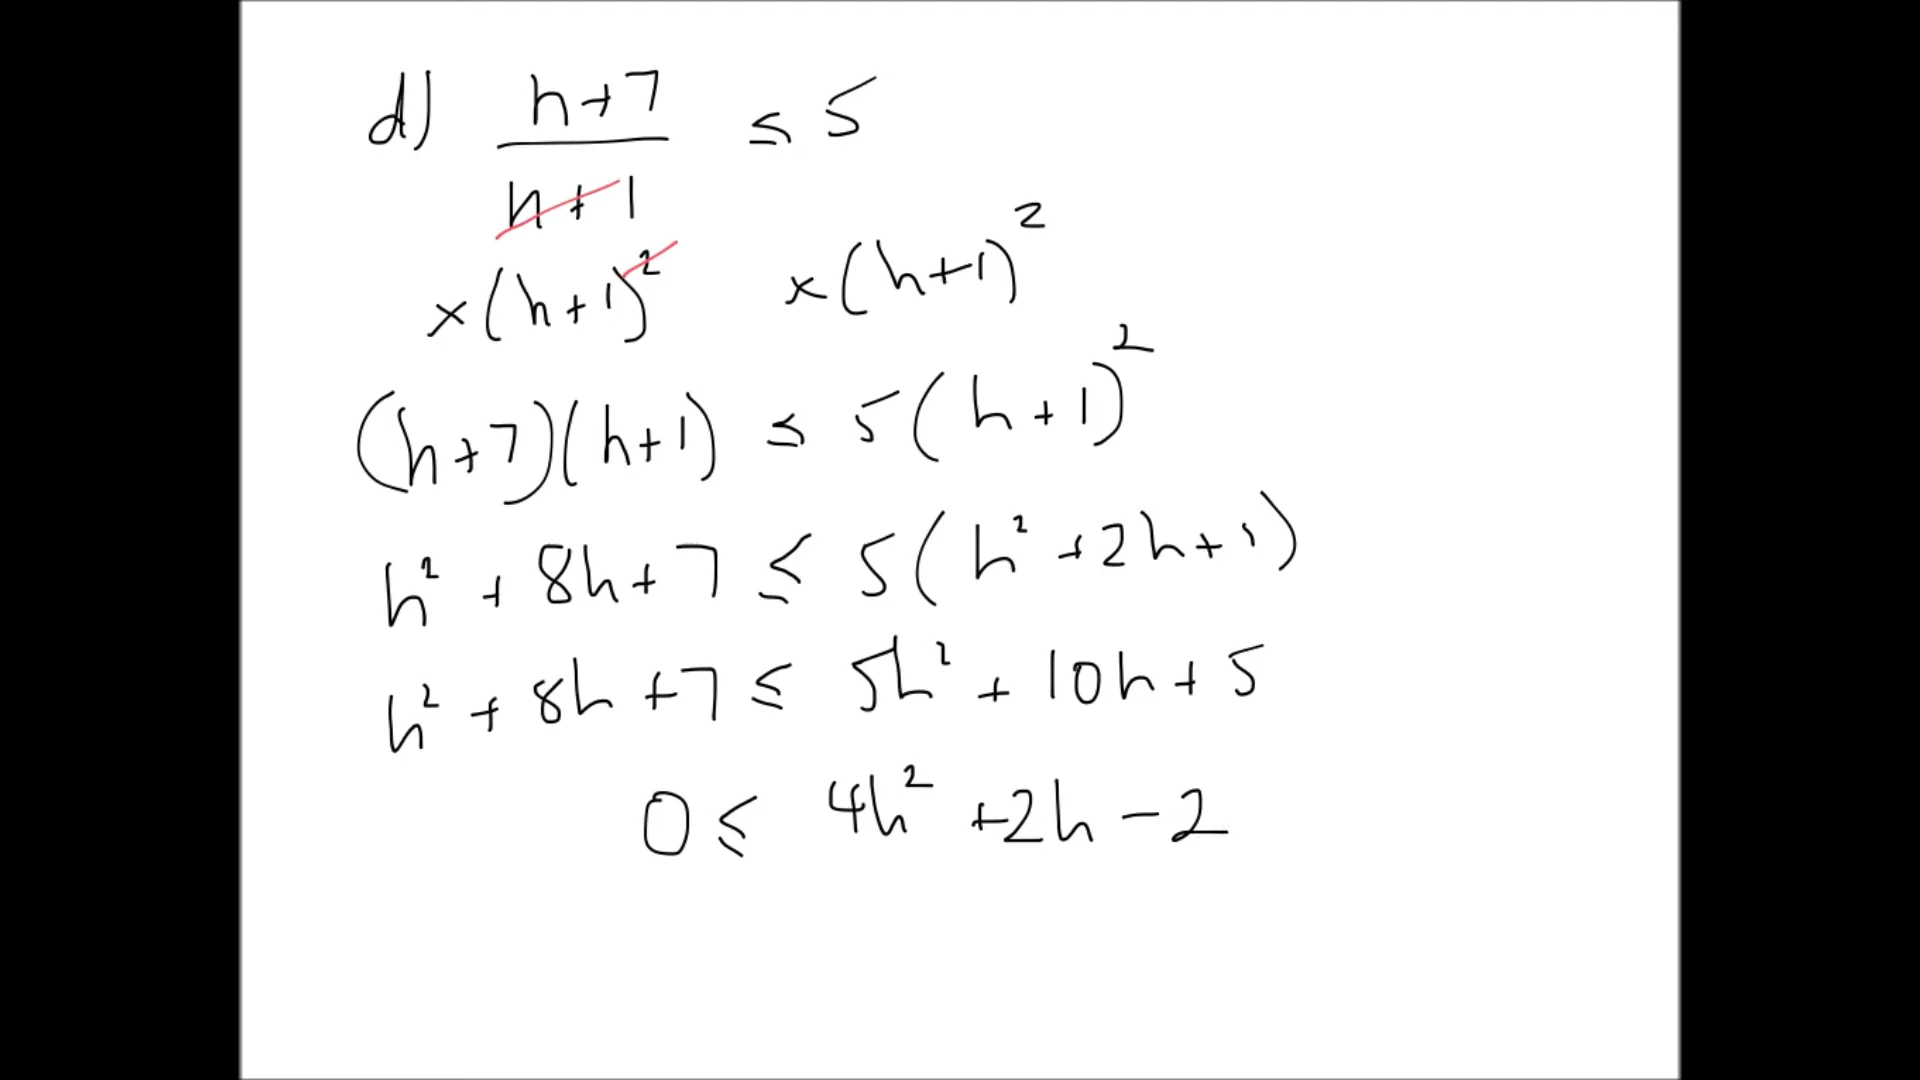 d) (h+7)/(h+1) ≤ 5
×(h+1)² ×(h+1)²
(h+7)(h+1) ≤ 5(h+1)²
h² + 8h + 7 ≤ 5(h² + 2h + 1)
h² + 8h + 7 ≤ 5h² + 10h + 5
0 ≤ 4h² + 2h - 2